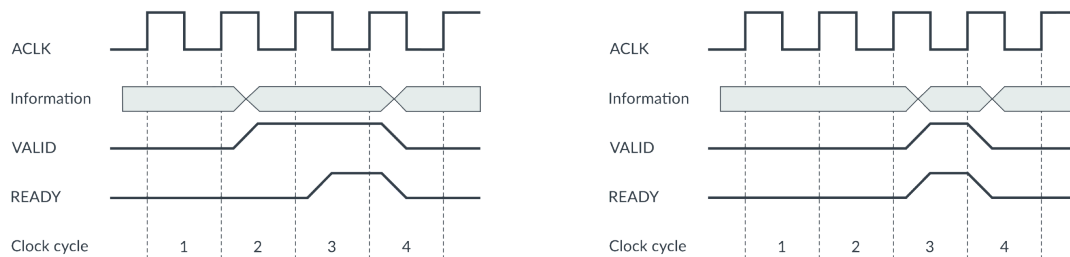 ACLK
Information
VALID
READY
Clock cycle 1 2 3 4
ACLK
Information
VALID
READY
Clock cycle 1 2 3 4